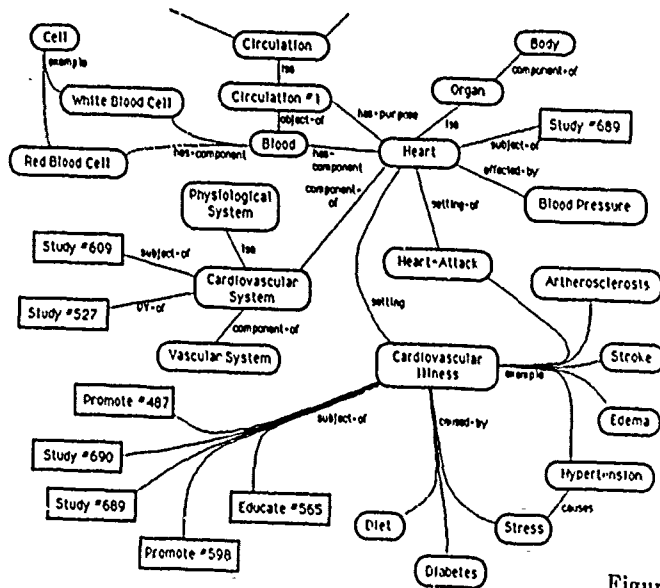 Cell
Circulation
Body
example
isa
component-of
Organ
White Blood Cell
Circulation #1
has-purpose
isa
object-of
Study #689
Blood
Heart
subject-of
Red Blood Cell
has-component
has-component
component-of
effected-by
Physiological System
Blood Pressure
setting-of
Study #609
subject-of
isa
Heart-Attack
Artherosclerosis
Cardiovascular System
setting
Study #527
DV-of
component-of
Vascular System
Cardiovascular Illness
Stroke
example
Promote #487
subject-of
caused-by
Edema
Study #690
Hypertension
Study #689
Educate #565
causes
Diet
Stress
Promote #598
Diabetes
Figur